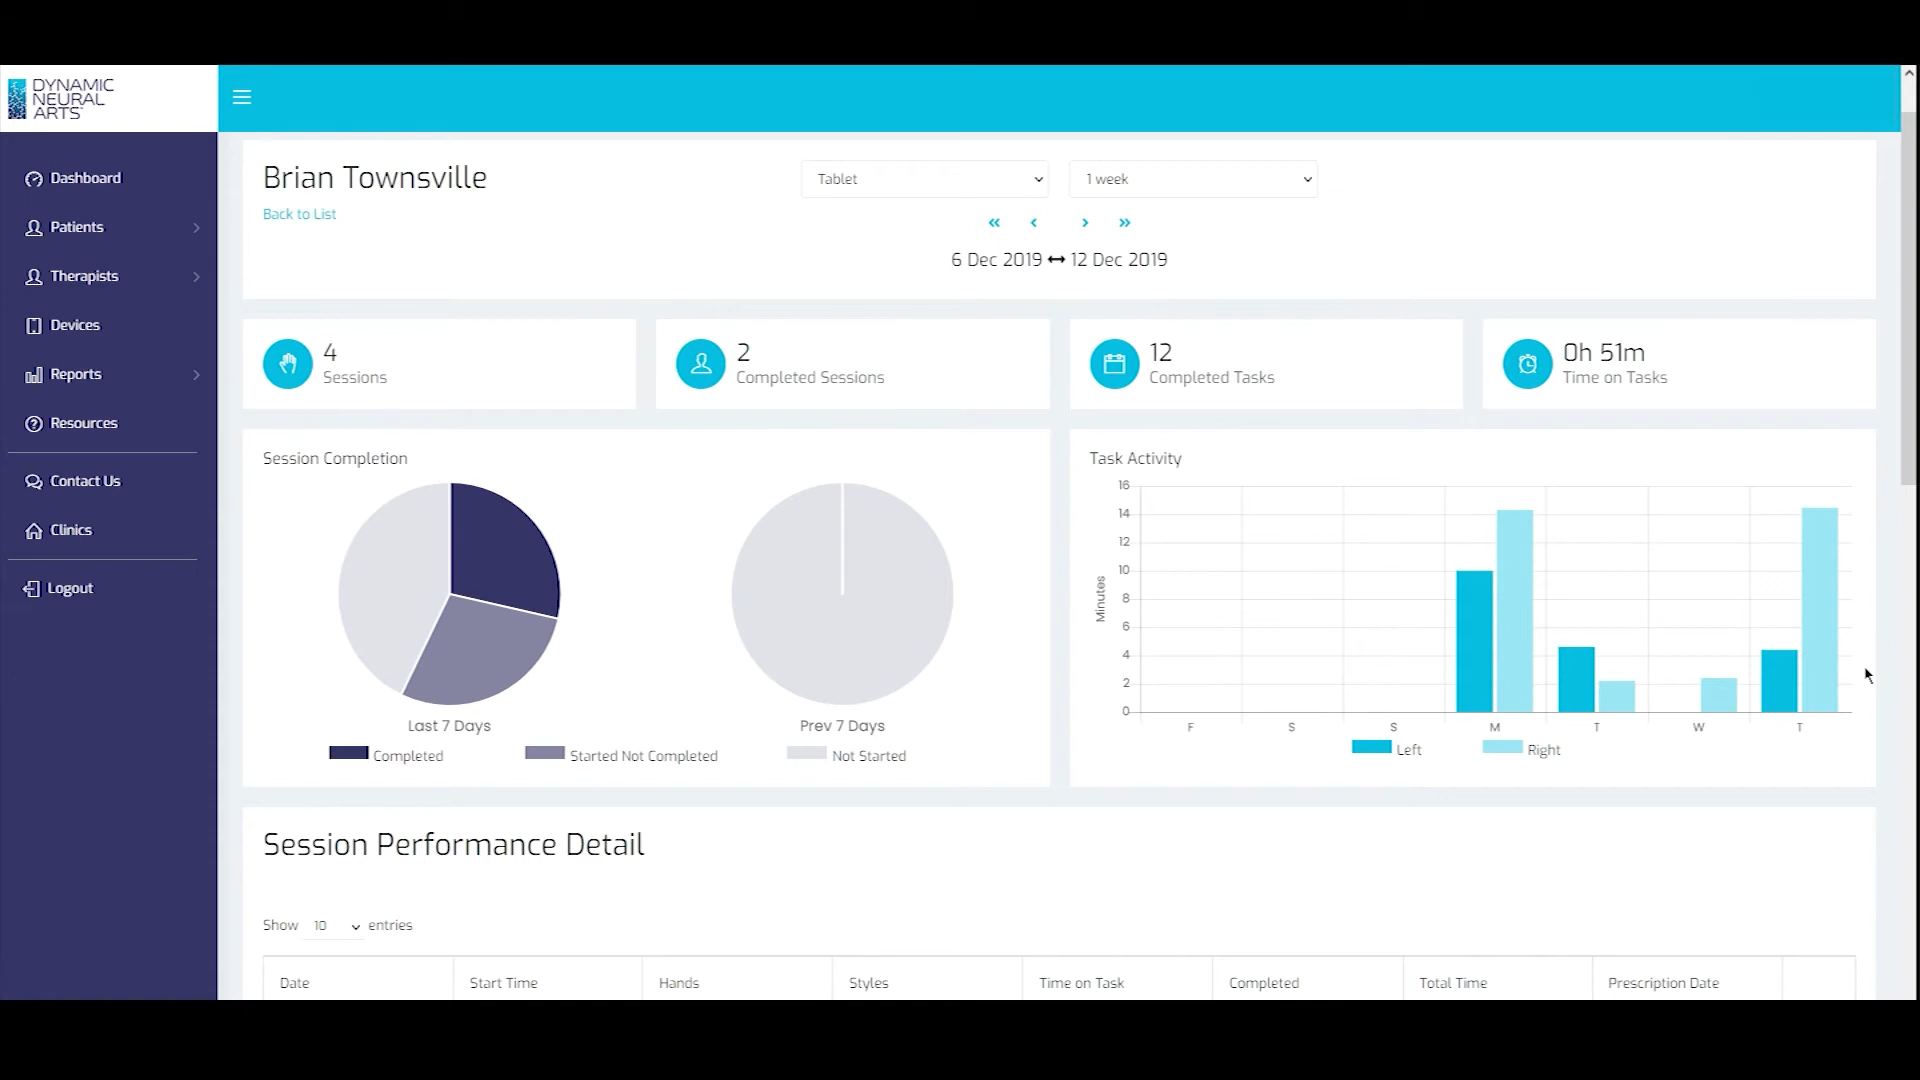 DYNAMIC
NEURAL
ARTS
Dashboard
Patients
Therapists
Devices
Reports
Resources
Contact Us
Clinics
Logout
Brian Townsville
Back to List
Tablet
1 week
« ‹ › »
6 Dec 2019 ↔ 12 Dec 2019
4
Sessions
2
Completed Sessions
12
Completed Tasks
0h 51m
Time on Tasks
Session Completion
Last 7 Days
Prev 7 Days
Completed
Started Not Completed
Not Started
Task Activity
Minutes
16
14
12
10
8
6
4
2
0
F S S M T W T
Left
Right
Session Performance Detail
Show 10 entries
Date Start Time Hands Styles Time on Task Completed Total Time Prescription Date